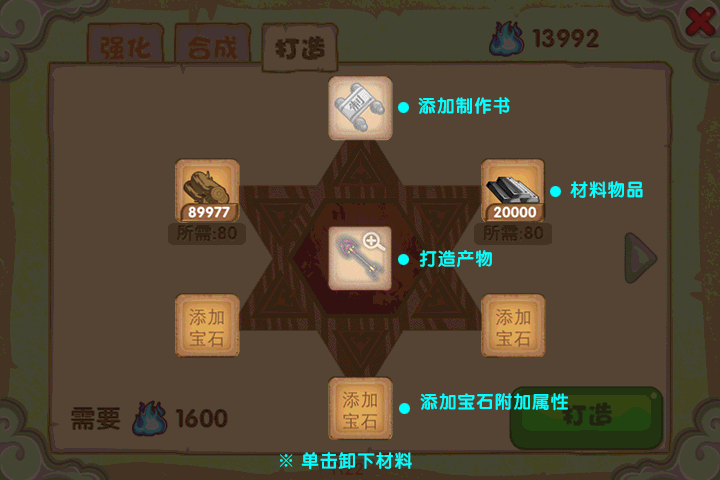 强化
合成
打造
13992
制
添加制作书
89977
所需:80
20000
所需:80
材料物品
打造产物
添加
宝石
添加
宝石
添加
宝石
添加宝石附加属性
需要
1600
打造
※ 单击卸下材料